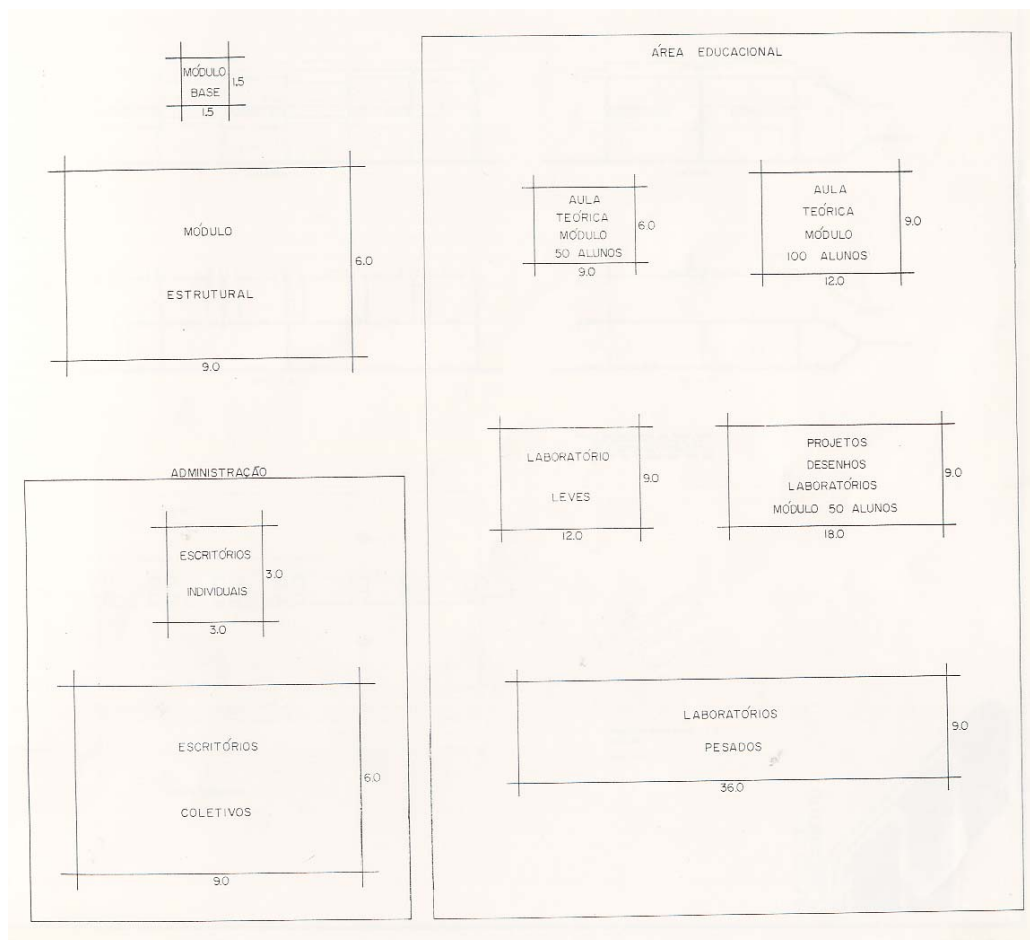 MÓDULO
BASE
1.5
1.5
MÓDULO
ESTRUTURAL
6.0
9.0
ADMINISTRAÇÃO
ESCRITÓRIOS
INDIVIDUAIS
3.0
3.0
ESCRITÓRIOS
COLETIVOS
6.0
9.0
ÁREA EDUCACIONAL
AULA
TEÓRICA
MÓDULO
50 ALUNOS
6.0
9.0
AULA
TEÓRICA
MÓDULO
100 ALUNOS
9.0
12.0
LABORATÓRIO
LEVES
9.0
12.0
PROJETOS
DESENHOS
LABORATÓRIOS
MÓDULO 50 ALUNOS
9.0
18.0
LABORATÓRIOS
PESADOS
9.0
36.0